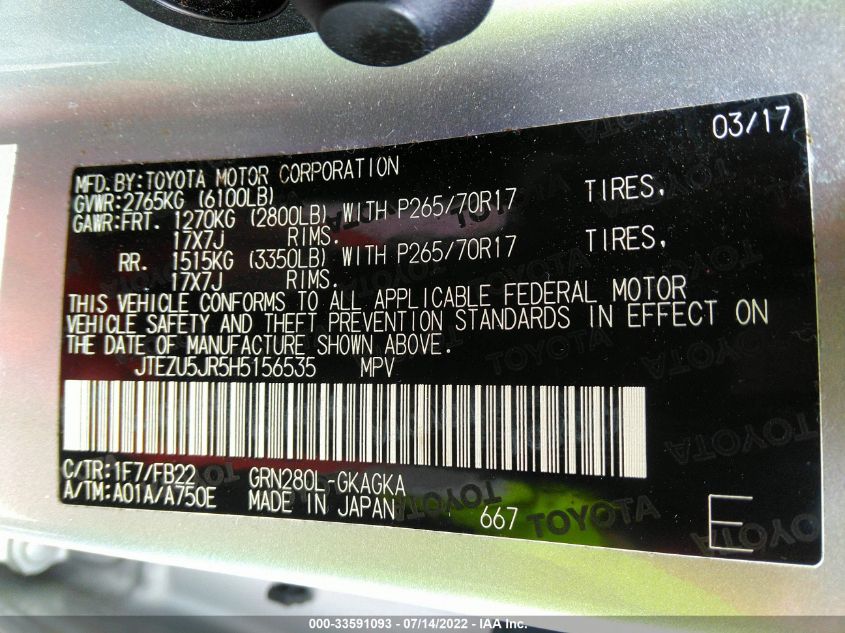 03/17
MFD.BY:TOYOTA MOTOR CORPORATION
GVWR:2765KG (6100LB)
GAWR:FRT. 1270KG (2800LB) WITH P265/70R17 TIRES,
17X7J RIMS.
RR. 1515KG (3350LB) WITH P265/70R17 TIRES,
17X7J RIMS.
THIS VEHICLE CONFORMS TO ALL APPLICABLE FEDERAL MOTOR
VEHICLE SAFETY AND THEFT PREVENTION STANDARDS IN EFFECT ON
THE DATE OF MANUFACTURE SHOWN ABOVE.
JTEZU5JR5H5156535 MPV
C/TR:1F7/FB22 GRN280L-GKAGKA
A/TM:A01A/A750E MADE IN JAPAN 667 E
TOYOTA TOYOTA TOYOTA
000-33591093 - 07/14/2022 - IAA Inc.